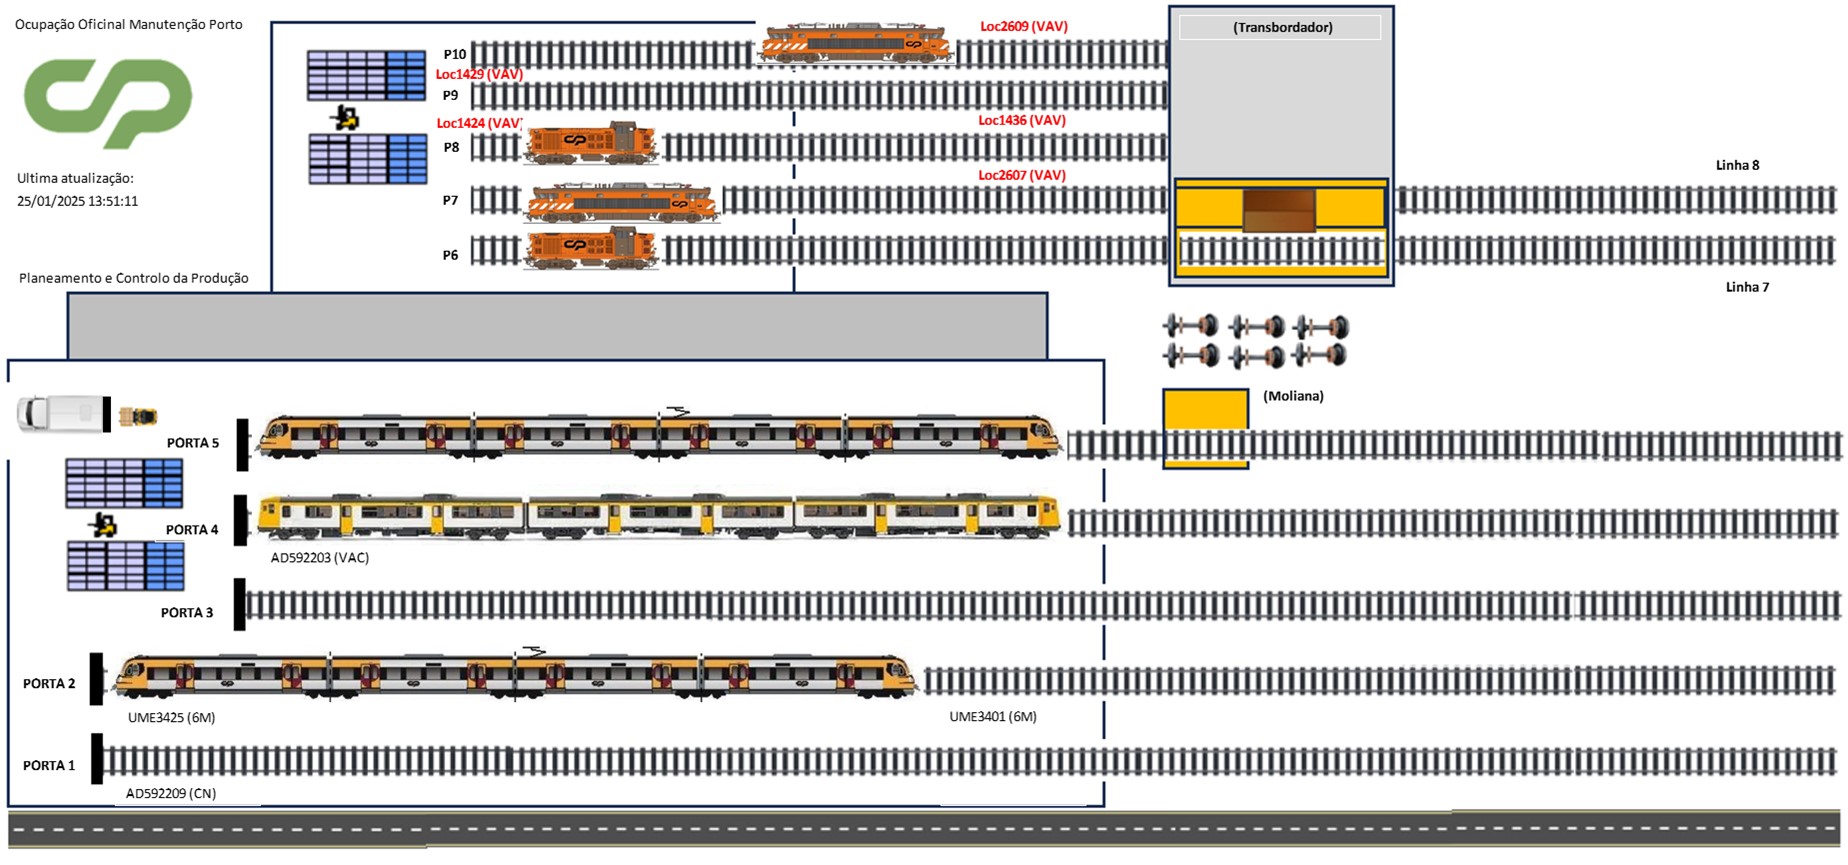 Ocupação Oficinal Manutenção Porto
CP
Ultima atualização:
25/01/2025 13:51:11
Planeamento e Controlo da Produção
P10
Loc2609 (VAV)
(Transbordador)
Loc1429 (VAV)
P9
Loc1424 (VAV)
Loc1436 (VAV)
P8
Loc2607 (VAV)
P7
Linha 8
P6
Linha 7
(Moliana)
PORTA 5
PORTA 4
AD592203 (VAC)
PORTA 3
PORTA 2
UME3425 (6M)
UME3401 (6M)
PORTA 1
AD592209 (CN)